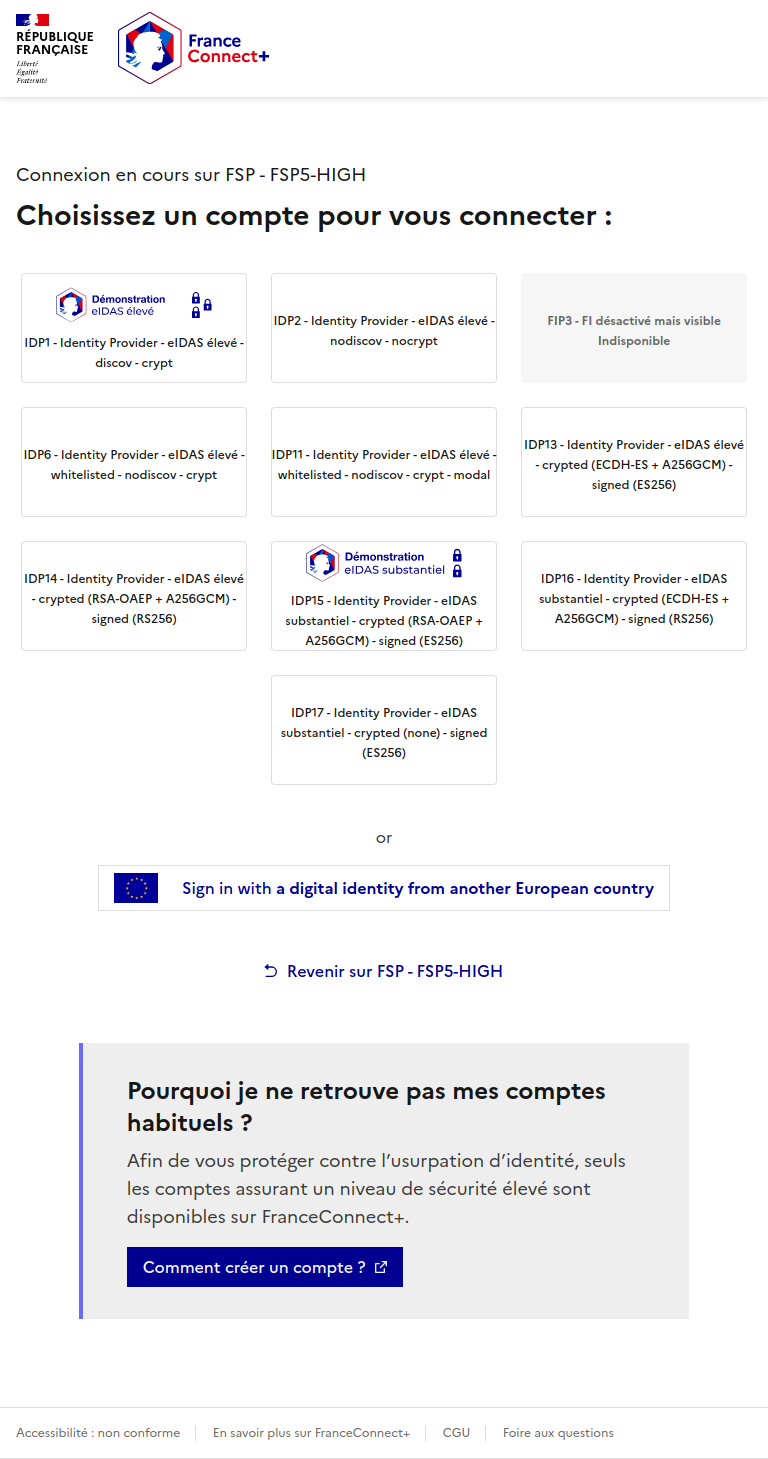 RÉPUBLIQUE
FRANÇAISE
Liberté
Égalité
Fraternité
France
Connect+
Connexion en cours sur FSP - FSP5-HIGH
Choisissez un compte pour vous connecter :
Démonstration
eIDAS élevé
IDP1 - Identity Provider - eIDAS élevé -
discov - crypt
IDP2 - Identity Provider - eIDAS élevé -
nodiscov - nocrypt
FIP3 - FI désactivé mais visible
Indisponible
IDP6 - Identity Provider - eIDAS élevé -
whitelisted - nodiscov - crypt
IDP11 - Identity Provider - eIDAS élevé -
whitelisted - nodiscov - crypt - modal
IDP13 - Identity Provider - eIDAS élevé
- crypted (ECDH-ES + A256GCM) -
signed (ES256)
IDP14 - Identity Provider - eIDAS élevé
- crypted (RSA-OAEP + A256GCM) -
signed (RS256)
Démonstration
eIDAS substantiel
IDP15 - Identity Provider - eIDAS
substantiel - crypted (RSA-OAEP +
A256GCM) - signed (ES256)
IDP16 - Identity Provider - eIDAS
substantiel - crypted (ECDH-ES +
A256GCM) - signed (RS256)
IDP17 - Identity Provider - eIDAS
substantiel - crypted (none) - signed
(ES256)
or
Sign in with a digital identity from another European country
Revenir sur FSP - FSP5-HIGH
Pourquoi je ne retrouve pas mes comptes
habituels ?
Afin de vous protéger contre l’usurpation d’identité, seuls
les comptes assurant un niveau de sécurité élevé sont
disponibles sur FranceConnect+.
Comment créer un compte ?
Accessibilité : non conforme
En savoir plus sur FranceConnect+
CGU
Foire aux questions